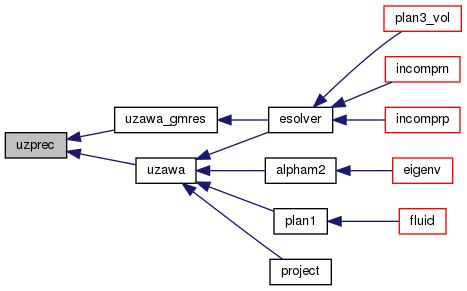 plan3_vol
incomprn
uzawa_gmres
esolver
incomprp
uzprec
uzawa
alpham2
eigenv
plan1
fluid
project